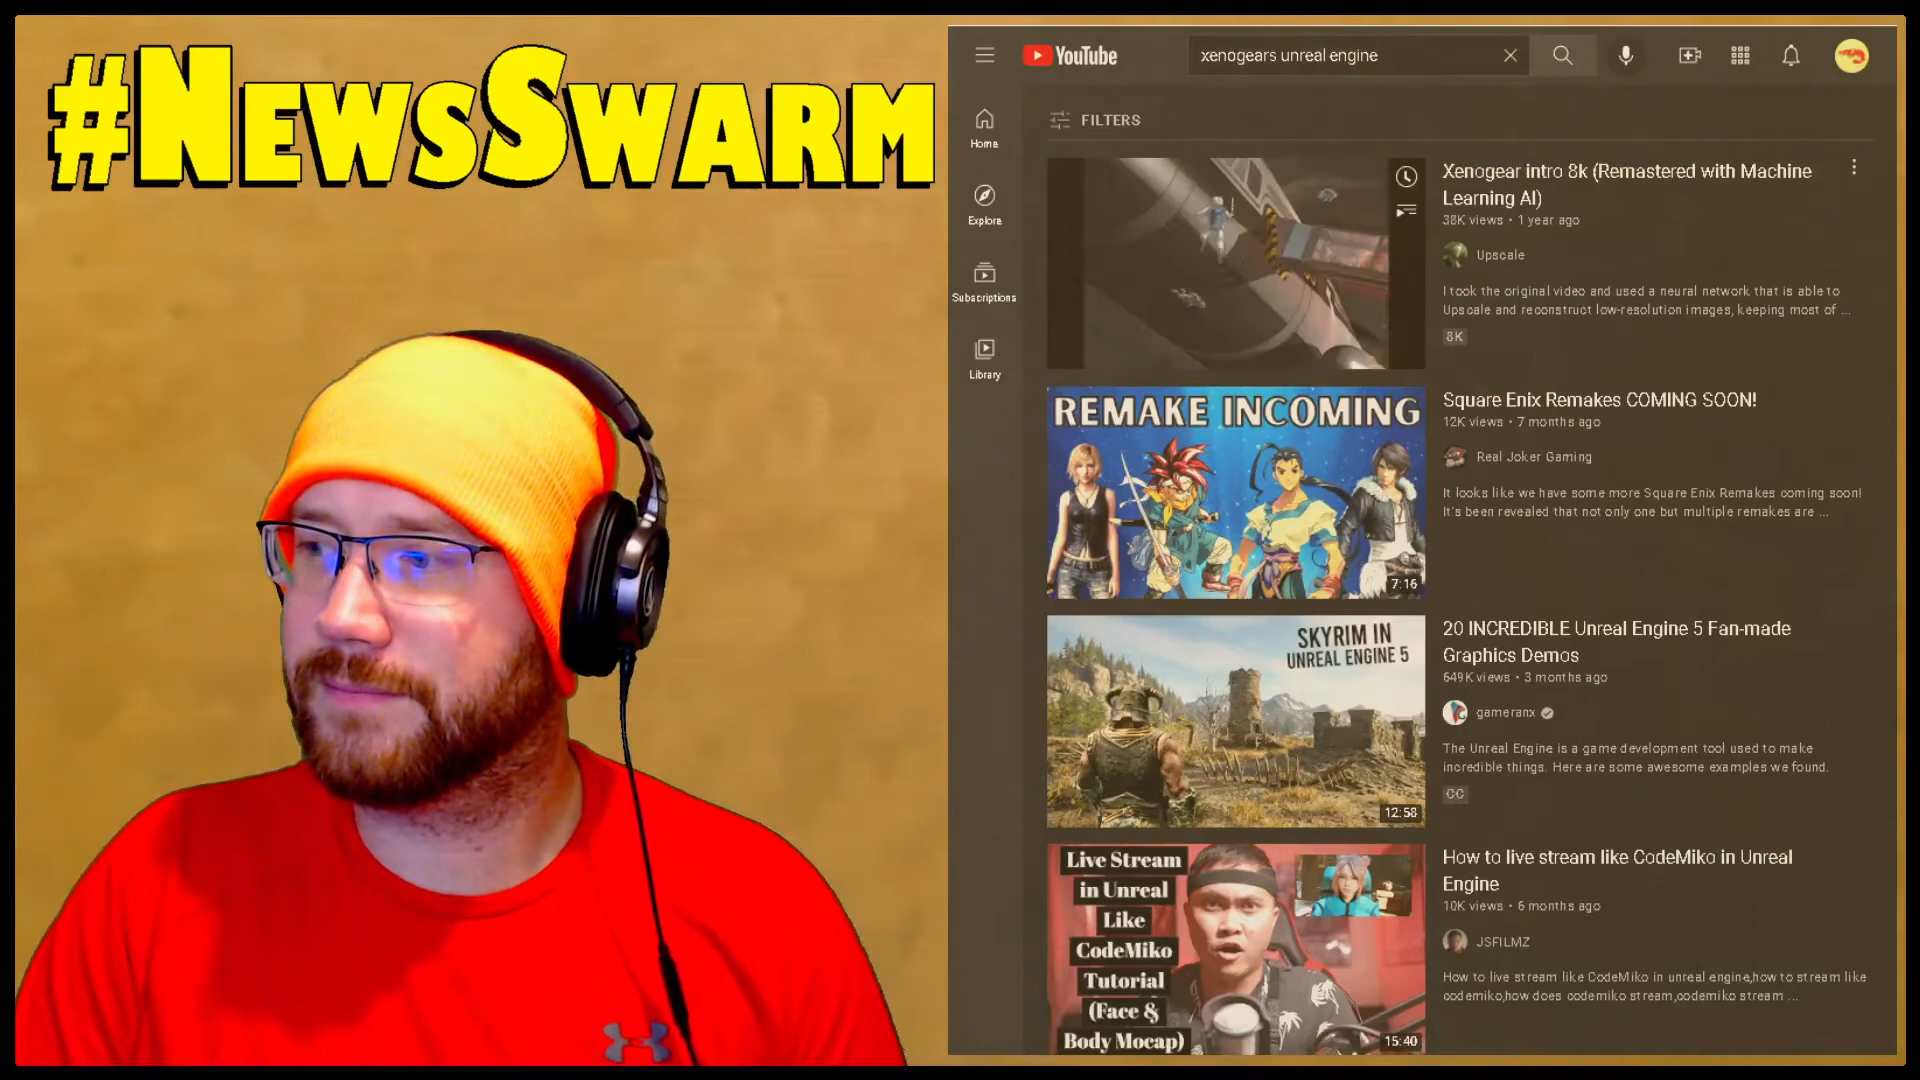 #NewsSwarm
YouTube
xenogears unreal engine
Home
Explore
Subscriptions
Library
FILTERS
Xenogear intro 8k (Remastered with Machine
Learning AI)
38K views • 1 year ago
Upscale
I took the original video and used a neural network that is able to
Upscale and reconstruct low-resolution images, keeping most of ...
8K
REMAKE INCOMING
7:16
Square Enix Remakes COMING SOON!
12K views • 7 months ago
Real Joker Gaming
It looks like we have some more Square Enix Remakes coming soon!
It's been revealed that not only one but multiple remakes are ...
SKYRIM IN
UNREAL ENGINE 5
12:58
20 INCREDIBLE Unreal Engine 5 Fan-made
Graphics Demos
649K views • 3 months ago
gameranx
The Unreal Engine is a game development tool used to make
incredible things. Here are some awesome examples we found.
CC
Live Stream
in Unreal
Like
CodeMiko
Tutorial
(Face &
Body Mocap)
15:40
How to live stream like CodeMiko in Unreal
Engine
10K views • 6 months ago
JSFILMZ
How to live stream like CodeMiko in unreal engine,how to stream like
codemiko,how does codemiko stream,codemiko stream ...